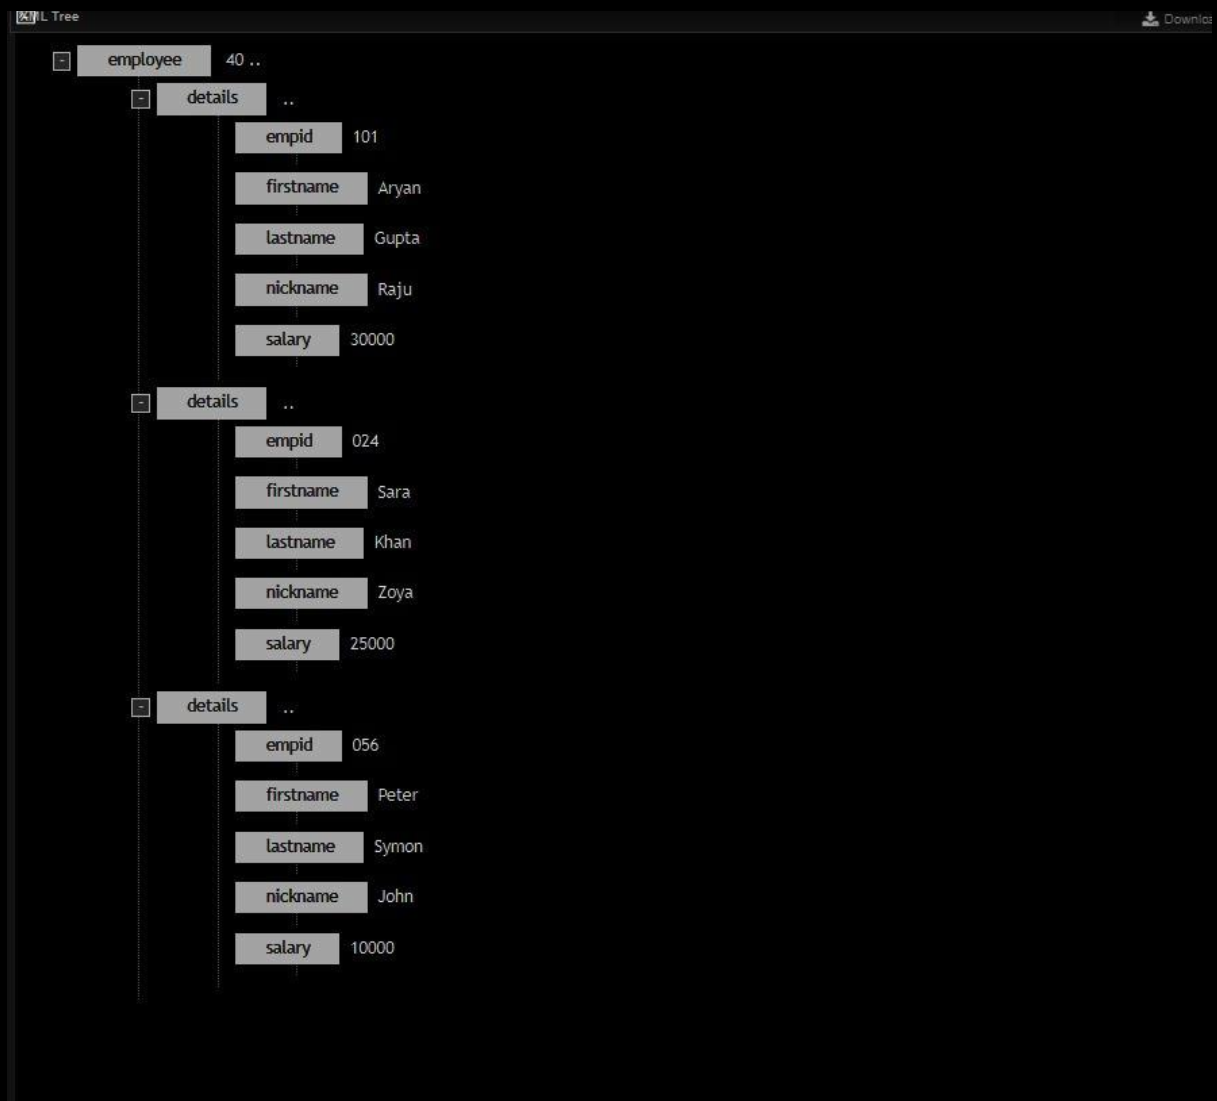 XML Tree
Downloa
- employee 40 ..
- details ..
empid 101
firstname Aryan
lastname Gupta
nickname Raju
salary 30000
- details ..
empid 024
firstname Sara
lastname Khan
nickname Zoya
salary 25000
- details ..
empid 056
firstname Peter
lastname Symon
nickname John
salary 10000